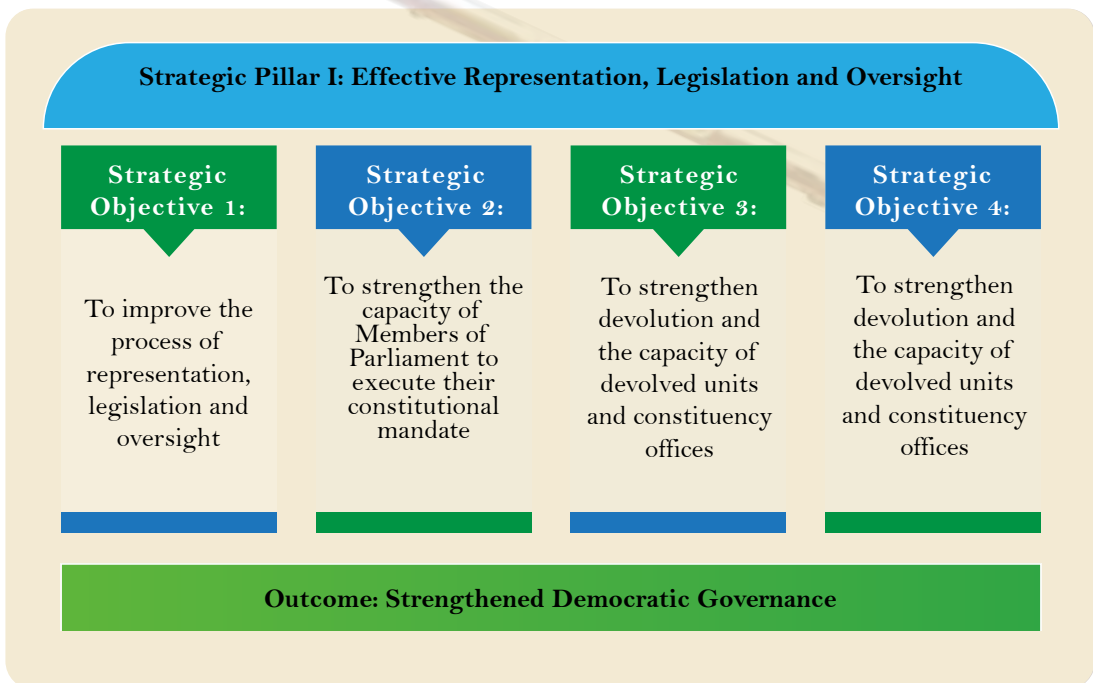 Strategic Pillar I: Effective Representation, Legislation and Oversight
Strategic
Objective 1:
To improve the
process of
representation,
legislation and
oversight
Strategic
Objective 2:
To strengthen the
capacity of
Members of
Parliament to
execute their
constitutional
mandate
Strategic
Objective 3:
To strengthen
devolution and
the capacity of
devolved units
and constituency
offices
Strategic
Objective 4:
To strengthen
devolution and
the capacity of
devolved units
and constituency
offices
Outcome: Strengthened Democratic Governance